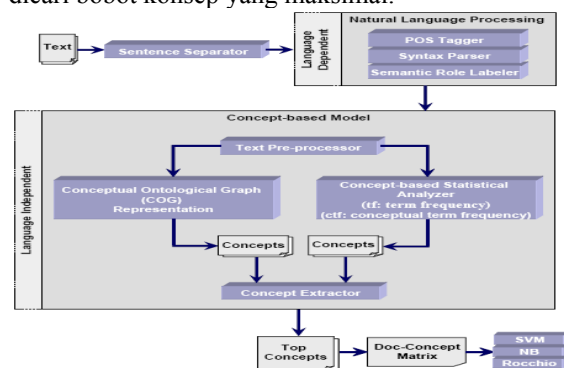 dicari bobot konsep yang maksimal.
Natural Language Processing
Text
Sentence Separator
Language
Dependent
POS Tagger
Syntax Parser
Semantic Role Labeler
Concept-based Model
Language Independent
Text Pre-processor
Conceptual Ontological Graph
(COG)
Representation
Concept-based Statistical
Analyzer
(tf: term frequency)
(ctf: conceptual term frequency)
Concepts
Concepts
Concept Extractor
Top
Concepts
Doc-Concept
Matrix
SVM
NB
Rocchio